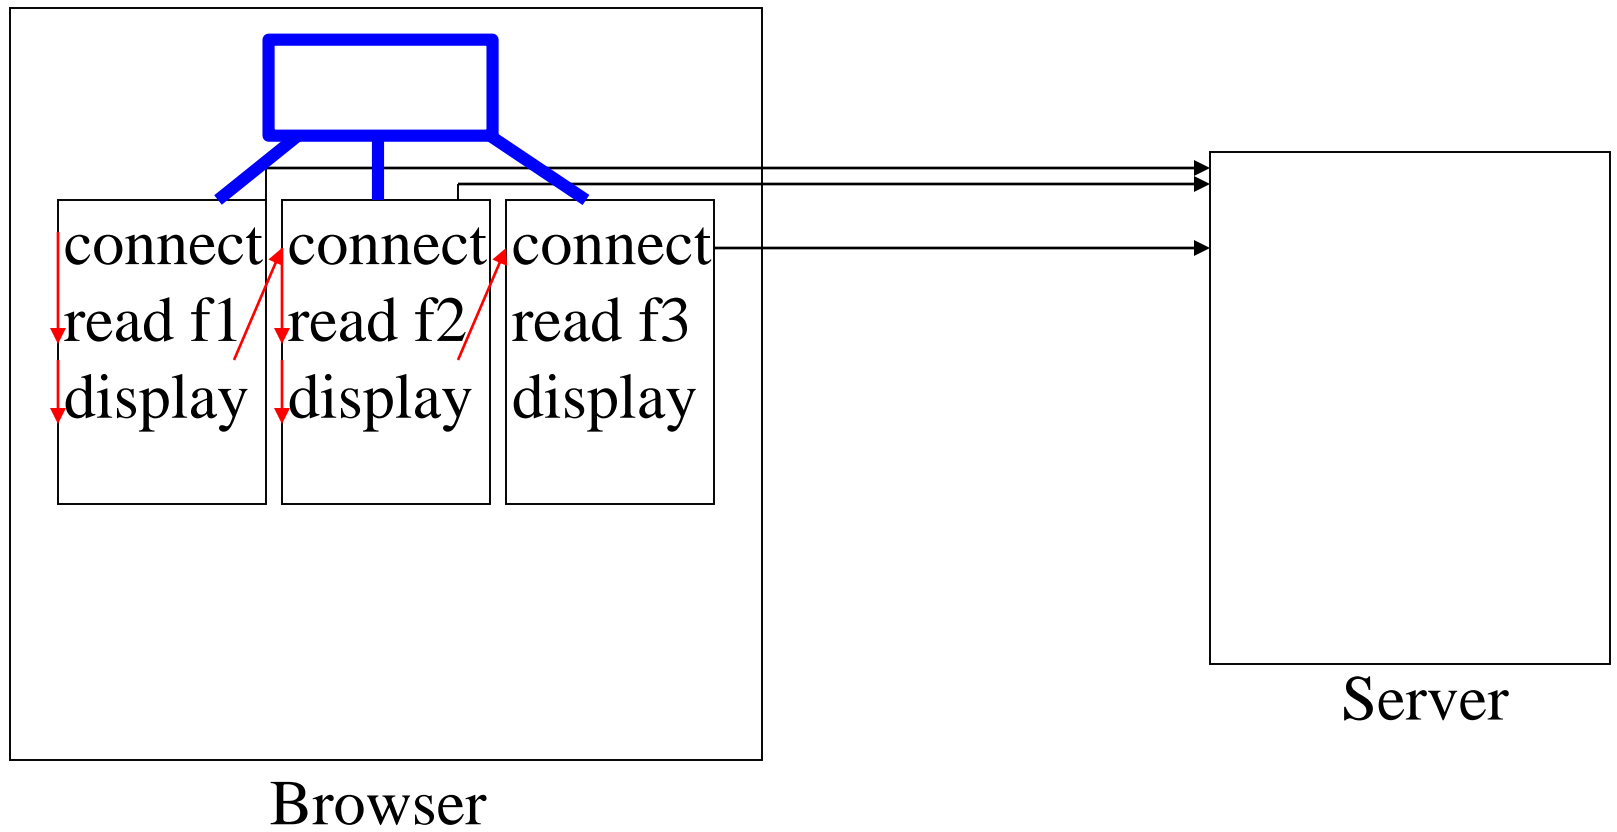 connect
read f1
display
connect
read f2
display
connect
read f3
display
Server
Browser